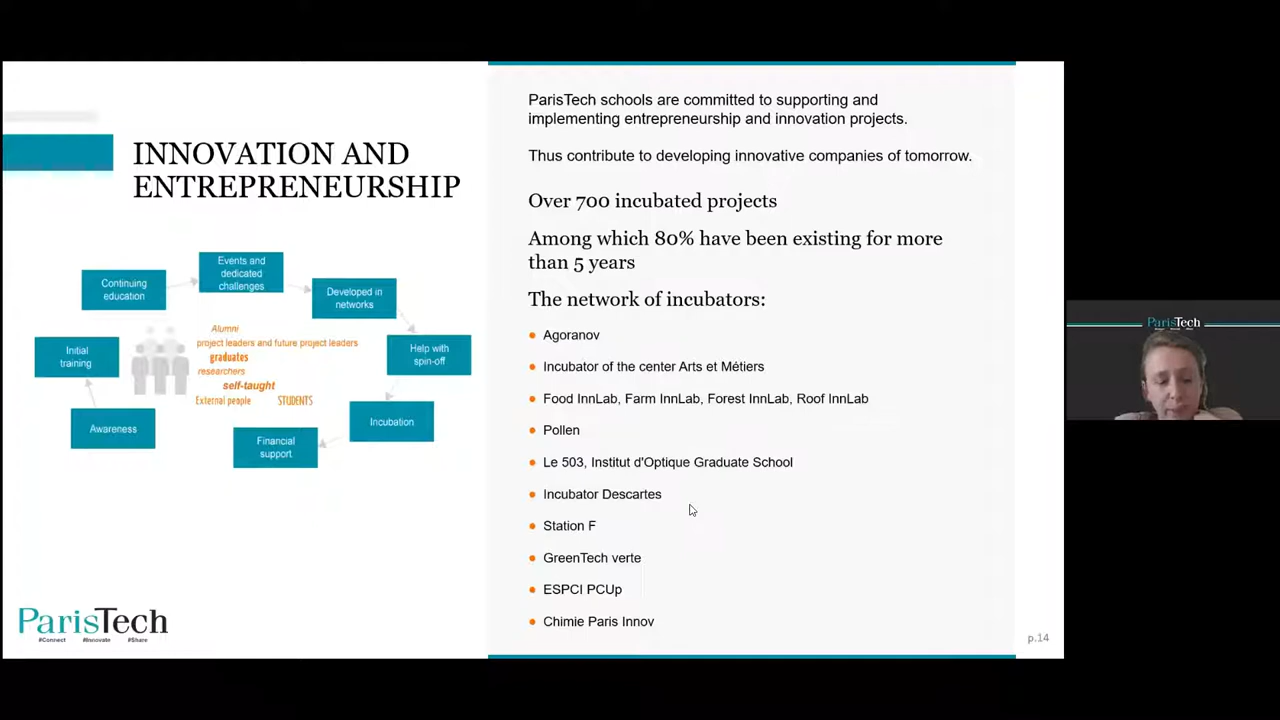 INNOVATION AND
ENTREPRENEURSHIP
Events and
dedicated
challenges
Continuing
education
Developed in
networks
Initial
training
Help with
spin-off
Alumni
project leaders and future project leaders
graduates
researchers
self-taught
External people STUDENTS
Awareness
Incubation
Financial
support
ParisTech
#Connect #Innovate #Share
ParisTech schools are committed to supporting and
implementing entrepreneurship and innovation projects.
Thus contribute to developing innovative companies of tomorrow.
Over 700 incubated projects
Among which 80% have been existing for more
than 5 years
The network of incubators:
Agoranov
Incubator of the center Arts et Métiers
Food InnLab, Farm InnLab, Forest InnLab, Roof InnLab
Pollen
Le 503, Institut d'Optique Graduate School
Incubator Descartes
Station F
GreenTech verte
ESPCI PCUp
Chimie Paris Innov
p.14
ParisTech